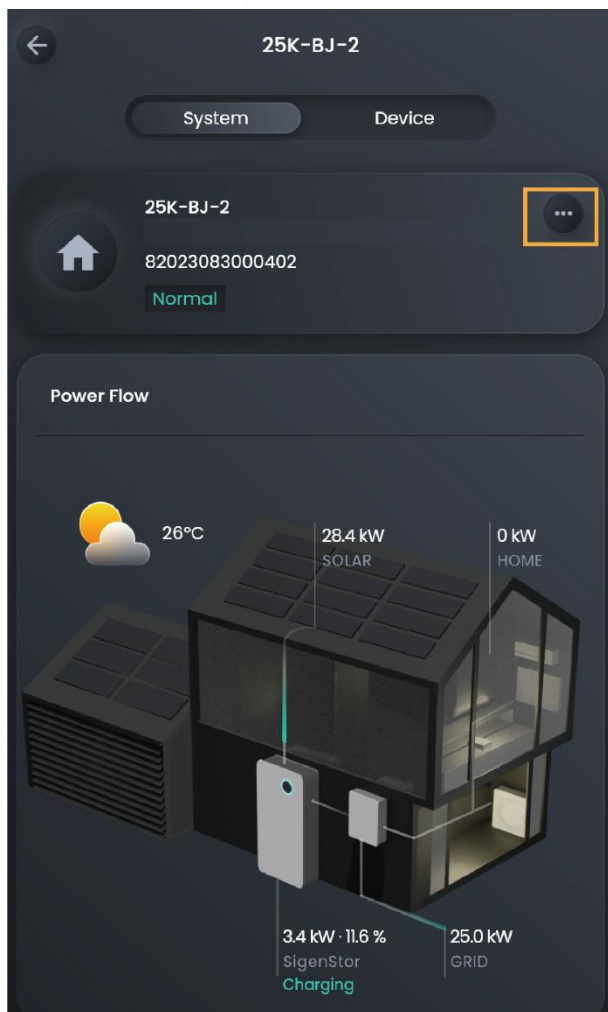 25K-BJ-2
System Device
25K-BJ-2
82023083000402
Normal
Power Flow
26°C
28.4 kW
SOLAR
0 kW
HOME
3.4 kW · 11.6 %
SigenStor
Charging
25.0 kW
GRID